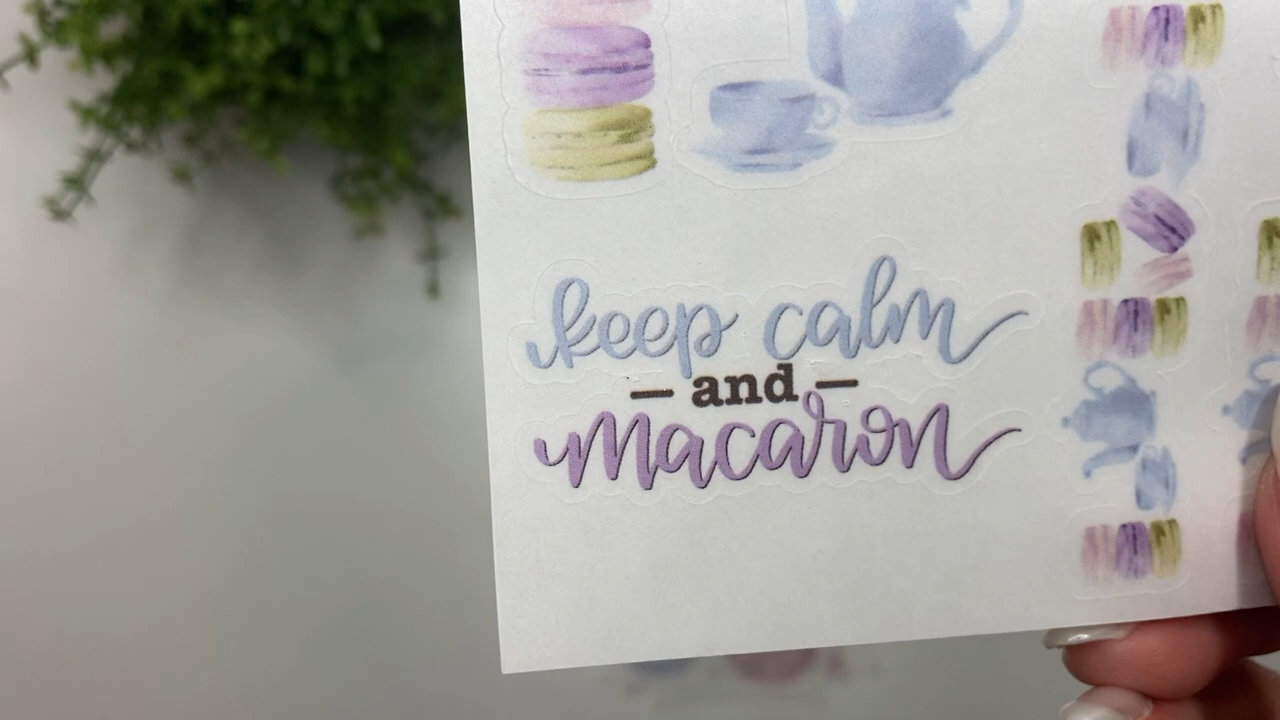 keep calm
— and —
macaron